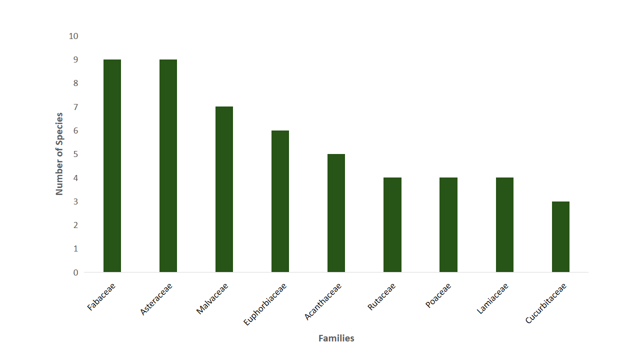 10
9
8
7
6
5
4
3
2
1
0
Number of Species
Fabaceae
Asteraceae
Malvaceae
Euphorbiaceae
Acanthaceae
Rutaceae
Poaceae
Lamiaceae
Cucurbitaceae
Families